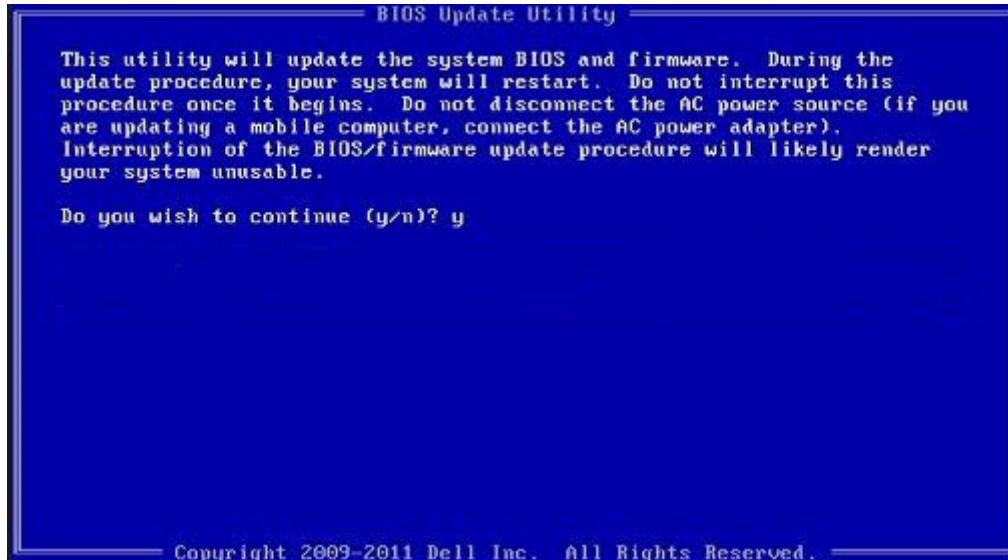 BIOS Update Utility
This utility will update the system BIOS and firmware.  During the
update procedure, your system will restart.  Do not interrupt this
procedure once it begins.  Do not disconnect the AC power source (if you
are updating a mobile computer, connect the AC power adapter).
Interruption of the BIOS/firmware update procedure will likely render
your system unusable.
Do you wish to continue (y/n)? y
Copyright 2009-2011 Dell Inc.  All Rights Reserved.